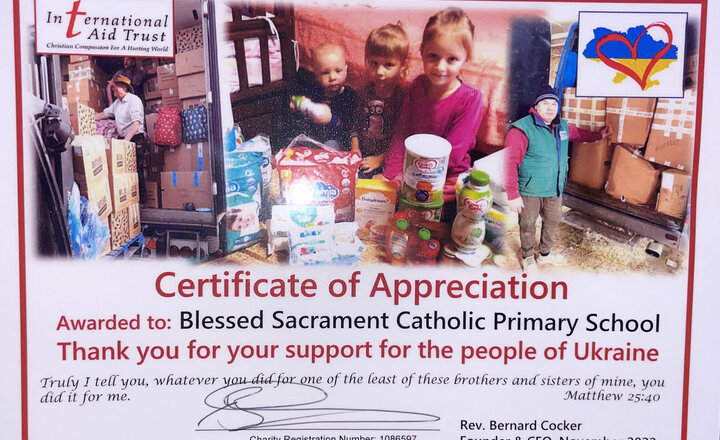 International
Aid Trust
Christian Compassion For A Hurting World
Certificate of Appreciation
Awarded to: Blessed Sacrament Catholic Primary School
Thank you for your support for the people of Ukraine
Truly I tell you, whatever you did for one of the least of these brothers and sisters of mine, you
did it for me.
Matthew 25:40
Rev. Bernard Cocker
Charity Registration Number: 1086597
Founder & CEO, November